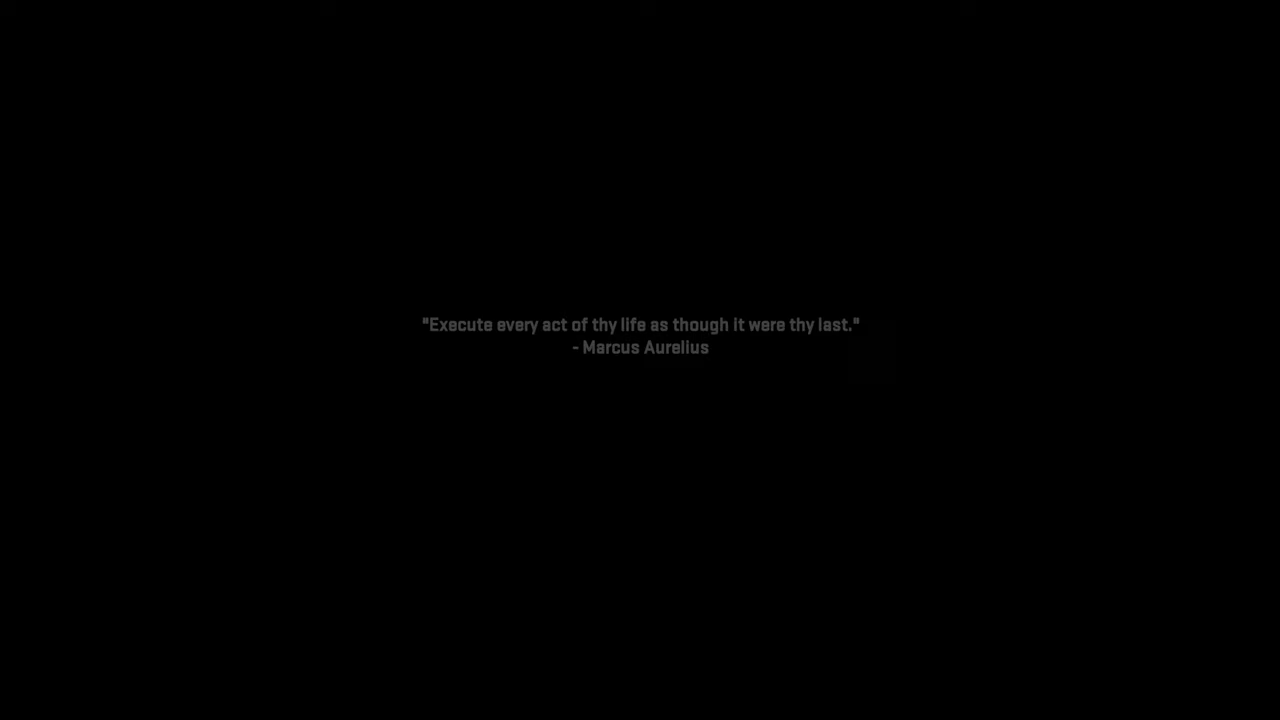 "Execute every act of thy life as though it were thy last."
- Marcus Aurelius